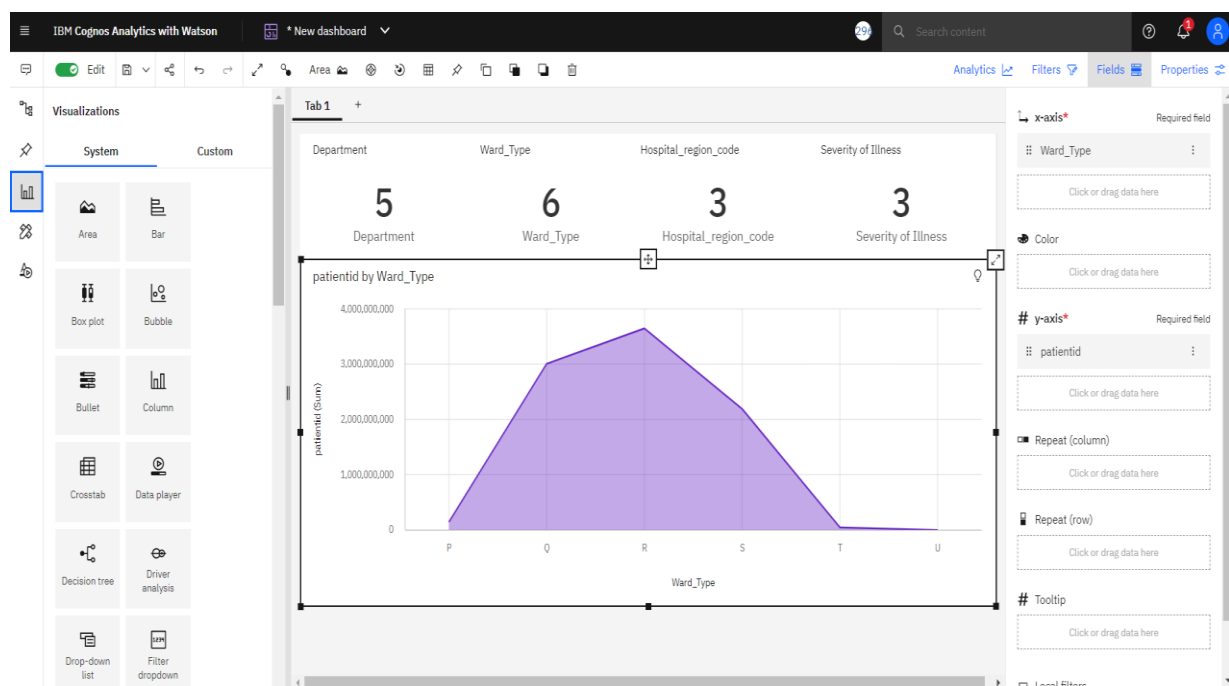 IBM Cognos Analytics with Watson
* New dashboard
Search content
1
Edit
Area
Analytics
Filters
Fields
Properties
Visualizations
System
Custom
Area
Bar
Box plot
Bubble
Bullet
Column
Crosstab
Data player
Decision tree
Driver
analysis
Drop-down
list
Filter
dropdown
Tab 1
+
Department
Ward_Type
Hospital_region_code
Severity of Illness
5
6
3
3
Department
Ward_Type
Hospital_region_code
Severity of Illness
patientid by Ward_Type
patientid (Sum)
4,000,000,000
3,000,000,000
2,000,000,000
1,000,000,000
0
P
Q
R
S
T
U
Ward_Type
x-axis*
Required field
Ward_Type
Click or drag data here
Color
Click or drag data here
# y-axis*
Required field
patientid
Click or drag data here
Repeat (column)
Click or drag data here
Repeat (row)
Click or drag data here
# Tooltip
Click or drag data here
Local filters